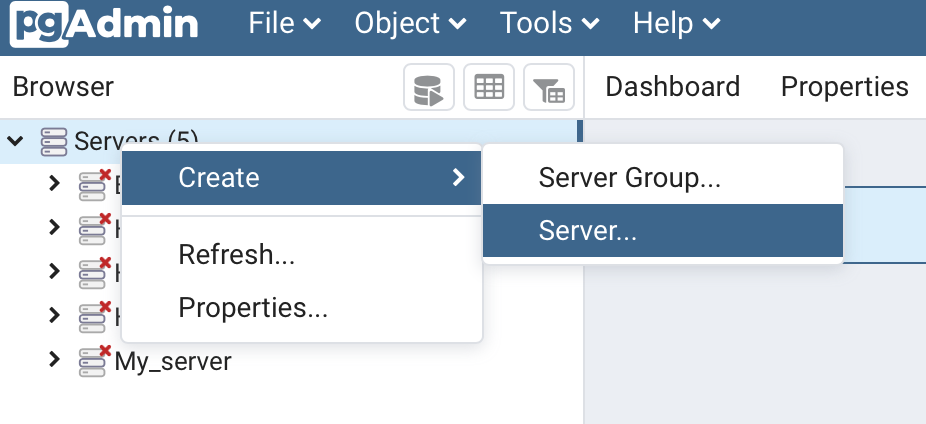 pgAdmin File Object Tools Help
Browser Dashboard Properties
Servers (5)
Create
Server Group...
Server...
Refresh...
Properties...
My_server